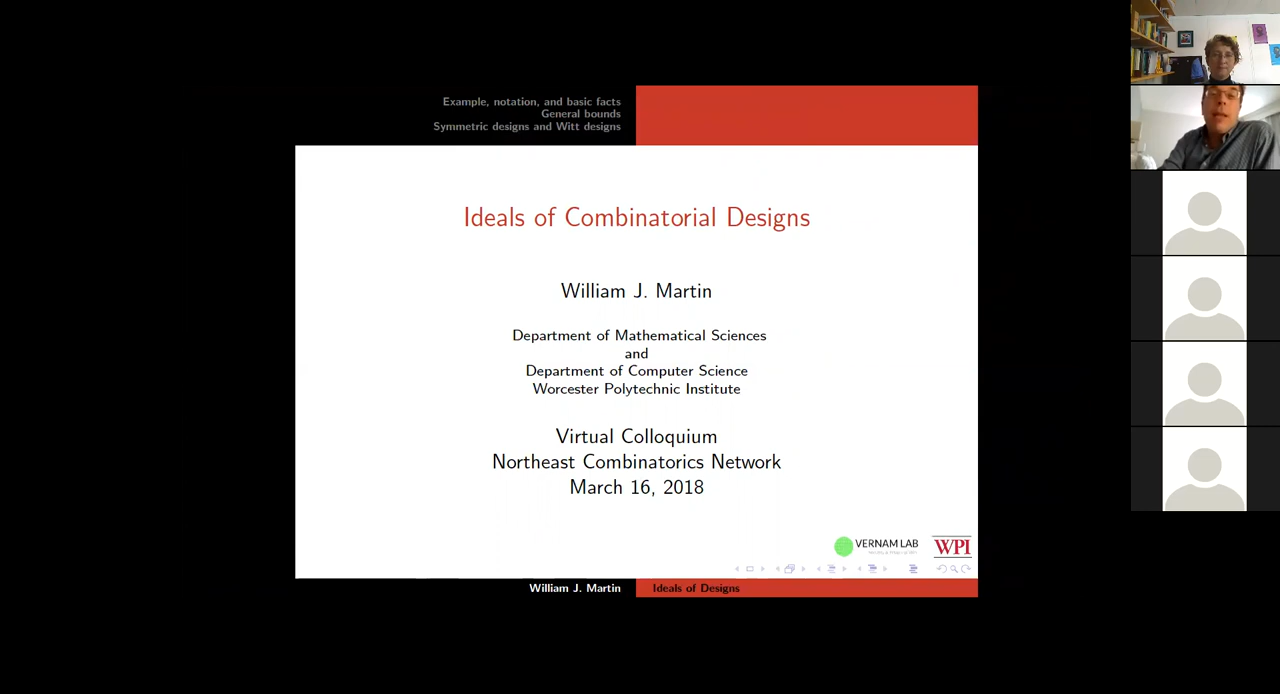 Example, notation, and basic facts
General bounds
Symmetric designs and Witt designs
Ideals of Combinatorial Designs
William J. Martin
Department of Mathematical Sciences
and
Department of Computer Science
Worcester Polytechnic Institute
Virtual Colloquium
Northeast Combinatorics Network
March 16, 2018
VERNAM LAB
WPI
William J. Martin
Ideals of Designs